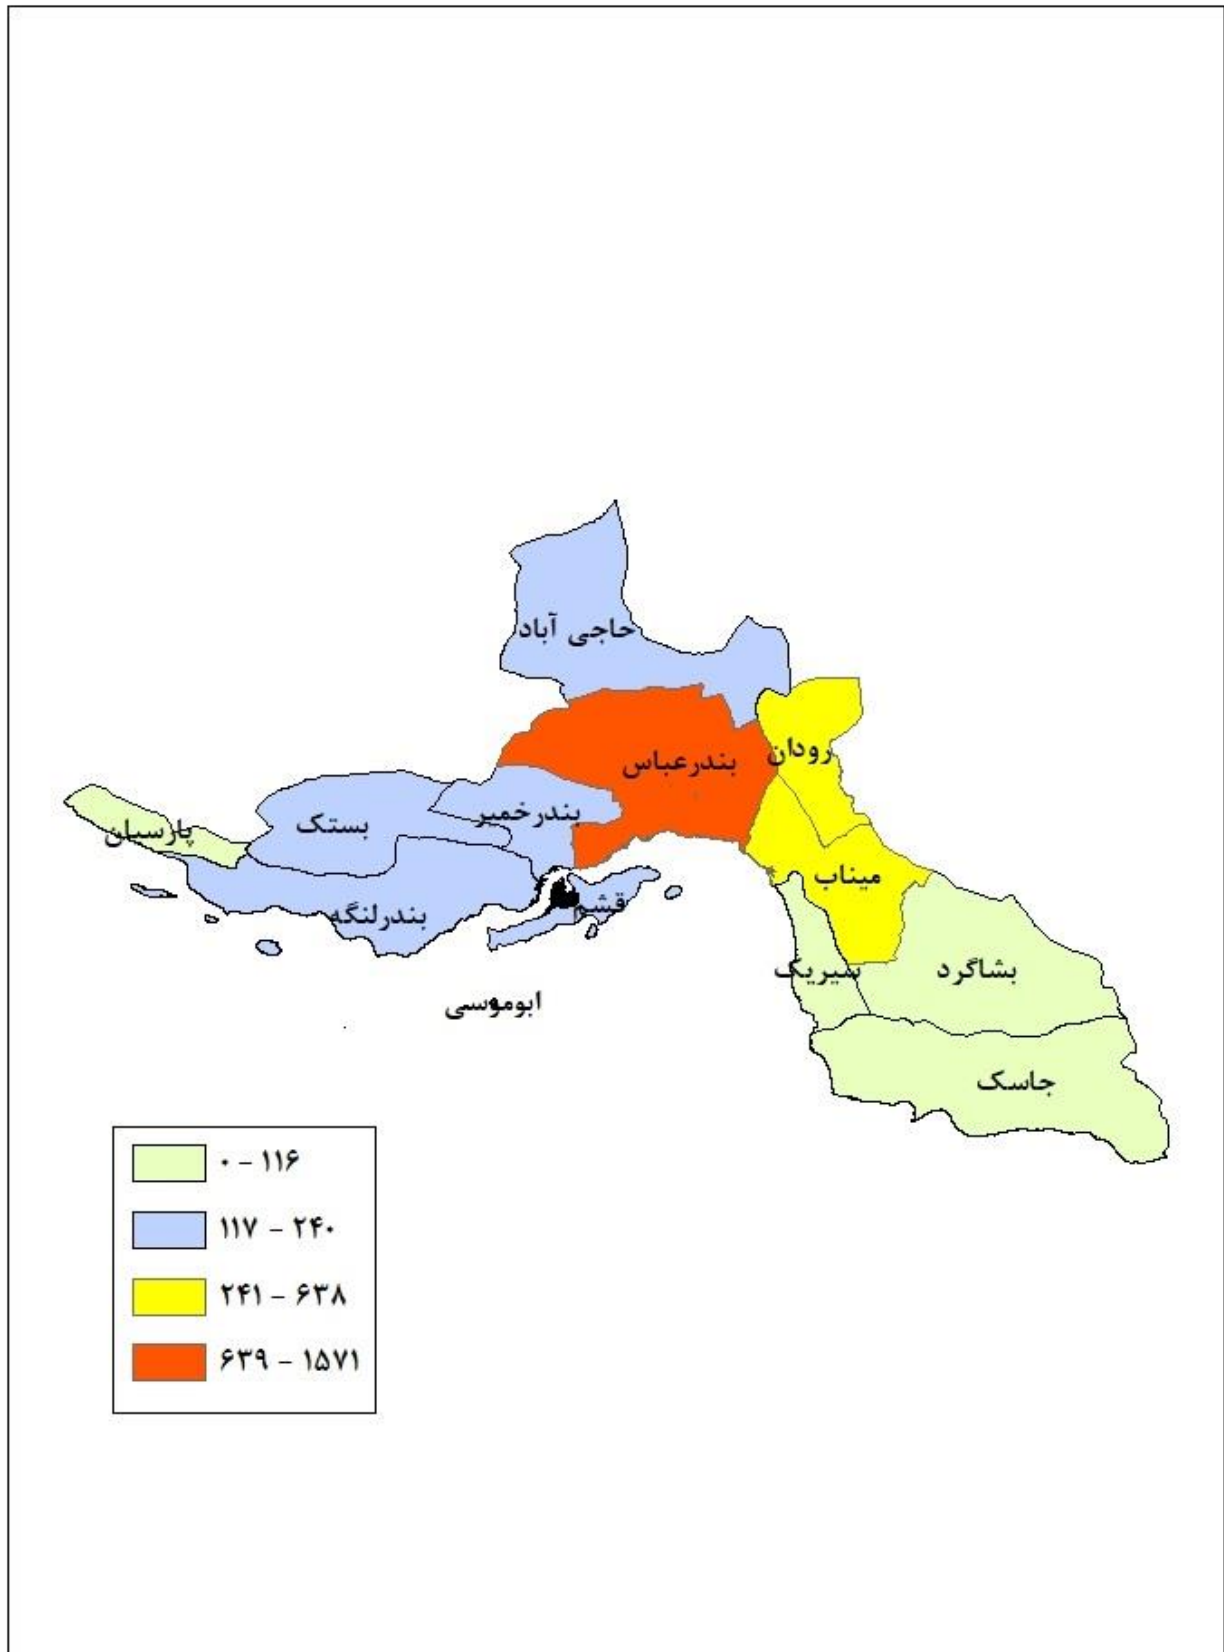 حاجی آباد
رودان
بندرعباس
بندرخمیر
بستک
پارسیان
میناب
قشم
بندرلنگه
سیریک
بشاگرد
ابوموسی
جاسک
۰ - ۱۱۶
۱۱۷ - ۲۴۰
۲۴۱ - ۶۳۸
۶۳۹ - ۱۵۷۱